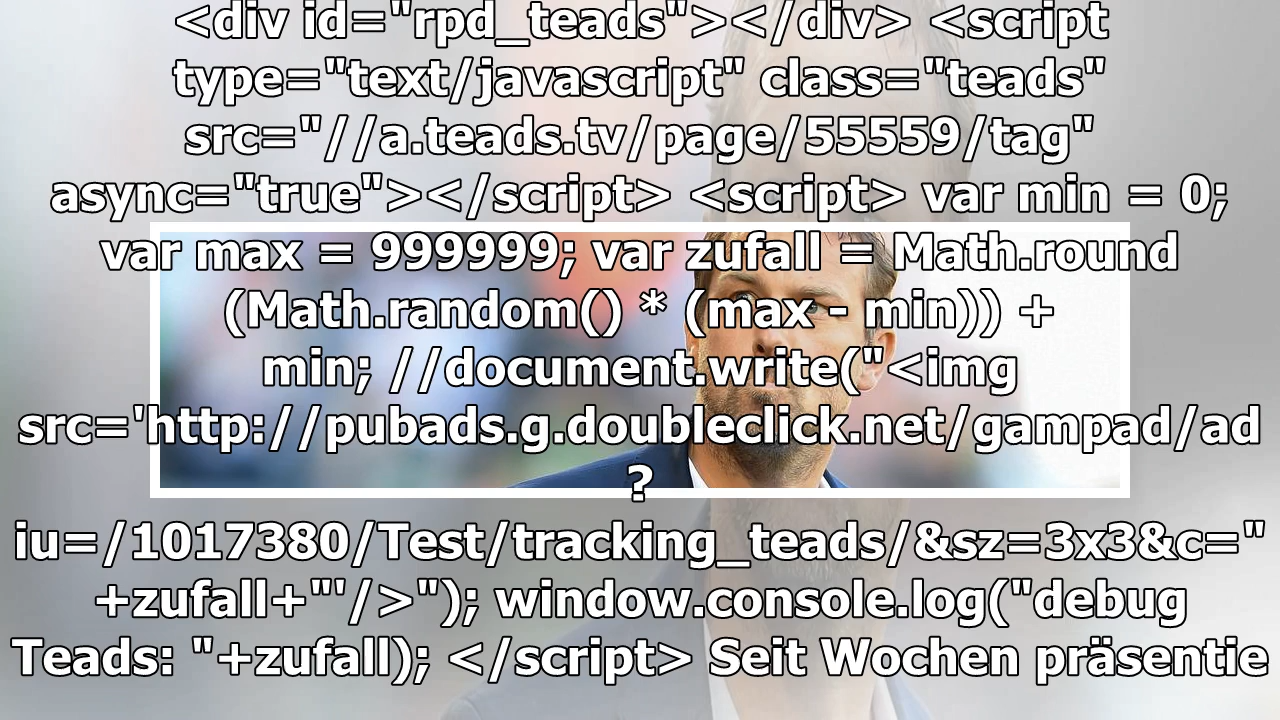 <div id="rpd_teads"></div> <script
type="text/javascript" class="teads"
src="//a.teads.tv/page/55559/tag"
async="true"></script> <script> var min = 0;
var max = 999999; var zufall = Math.round
(Math.random() * (max - min)) +
min; //document.write("<img
src='http://pubads.g.doubleclick.net/gampad/ad
?
iu=/1017380/Test/tracking_teads/&sz=3x3&c="
+zufall+"'/>"); window.console.log("debug
Teads: "+zufall); </script> Seit Wochen präsentie